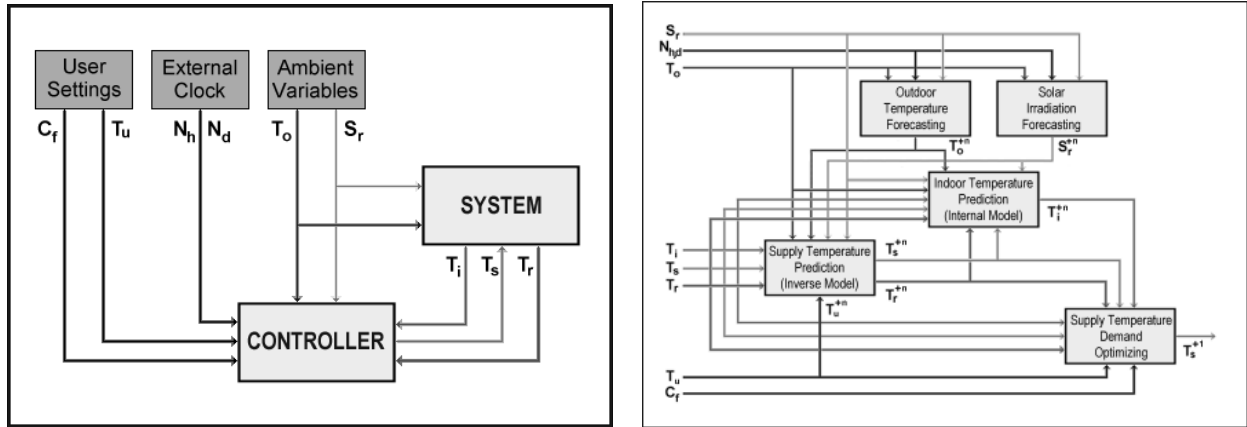 User
Settings
External
Clock
Ambient
Variables
C_f
T_u
N_h N_d
T_o
S_r
SYSTEM
T_i
T_s
T_r
CONTROLLER
S_r
N_h,d
T_o
Outdoor
Temperature
Forecasting
Solar
Irradiation
Forecasting
T_o^+n
S_r^+n
Indoor Temperature
Prediction
(Internal Model)
T_i^+n
T_i
T_s
T_r
Supply Temperature
Prediction
(Inverse Model)
T_s^+n
T_r^+n
T_u^+n
Supply Temperature
Demand
Optimizing
T_s^+1
T_u
C_f